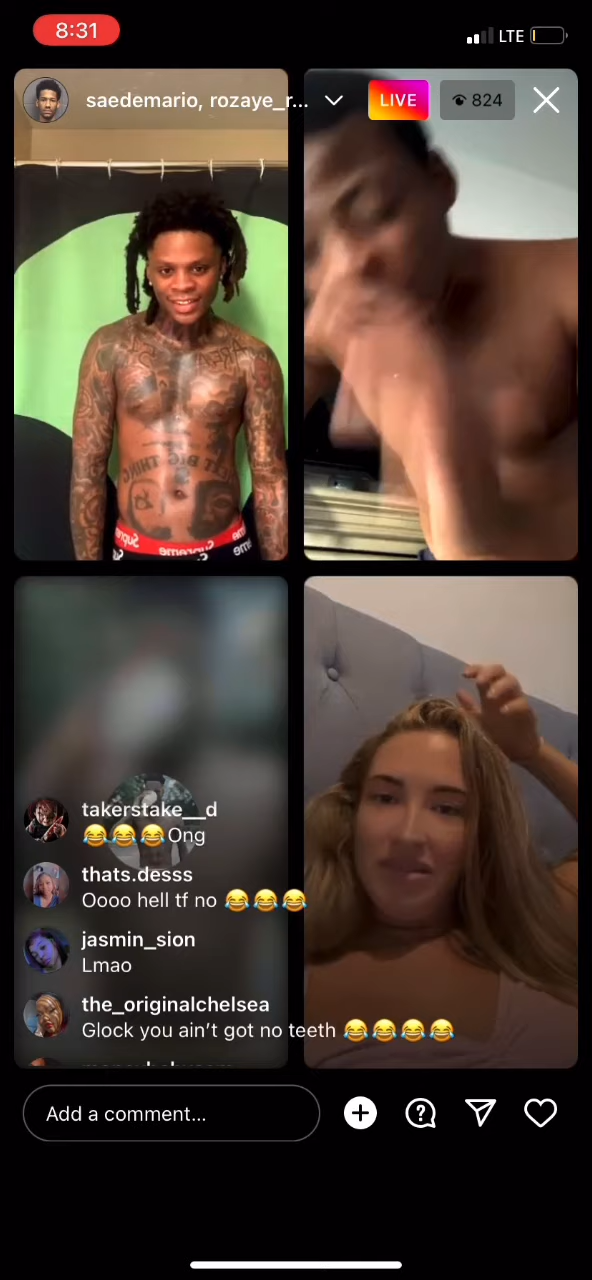 8:31
LTE
saedemario, rozaye_r...
LIVE
824
takerstake__d
😂😂😂Ong
thats.desss
Oooo hell tf no 😂😂😂
jasmin_sion
Lmao
the_originalchelsea
Glock you ain't got no teeth 😂😂😂😂
Add a comment...